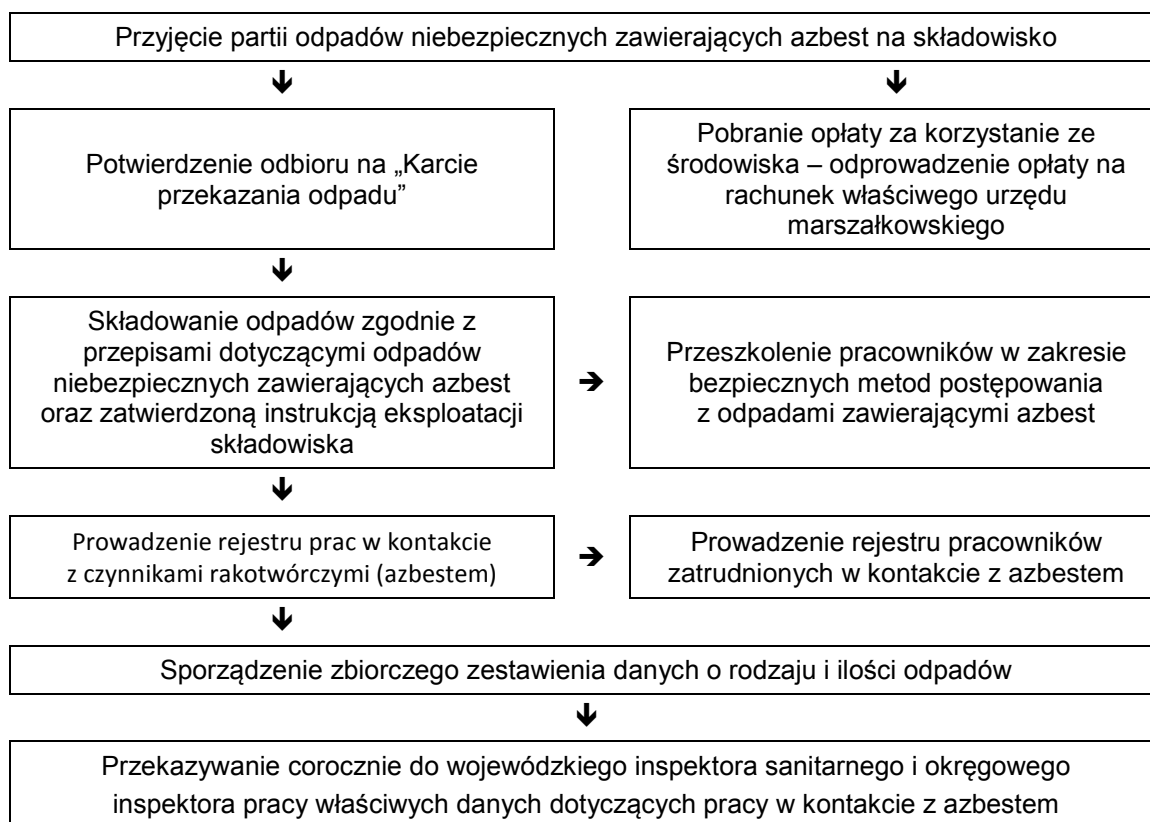 Przyjęcie partii odpadów niebezpiecznych zawierających azbest na składowisko
Potwierdzenie odbioru na „Karcie
przekazania odpadu”
Pobranie opłaty za korzystanie ze
środowiska – odprowadzenie opłaty na
rachunek właściwego urzędu
marszałkowskiego
Składowanie odpadów zgodnie z
przepisami dotyczącymi odpadów
niebezpiecznych zawierających azbest
oraz zatwierdzoną instrukcją eksploatacji
składowiska
Przeszkolenie pracowników w zakresie
bezpiecznych metod postępowania
z odpadami zawierającymi azbest
Prowadzenie rejestru prac w kontakcie
z czynnikami rakotwórczymi (azbestem)
Prowadzenie rejestru pracowników
zatrudnionych w kontakcie z azbestem
Sporządzenie zbiorczego zestawienia danych o rodzaju i ilości odpadów
Przekazywanie corocznie do wojewódzkiego inspektora sanitarnego i okręgowego
inspektora pracy właściwych danych dotyczących pracy w kontakcie z azbestem